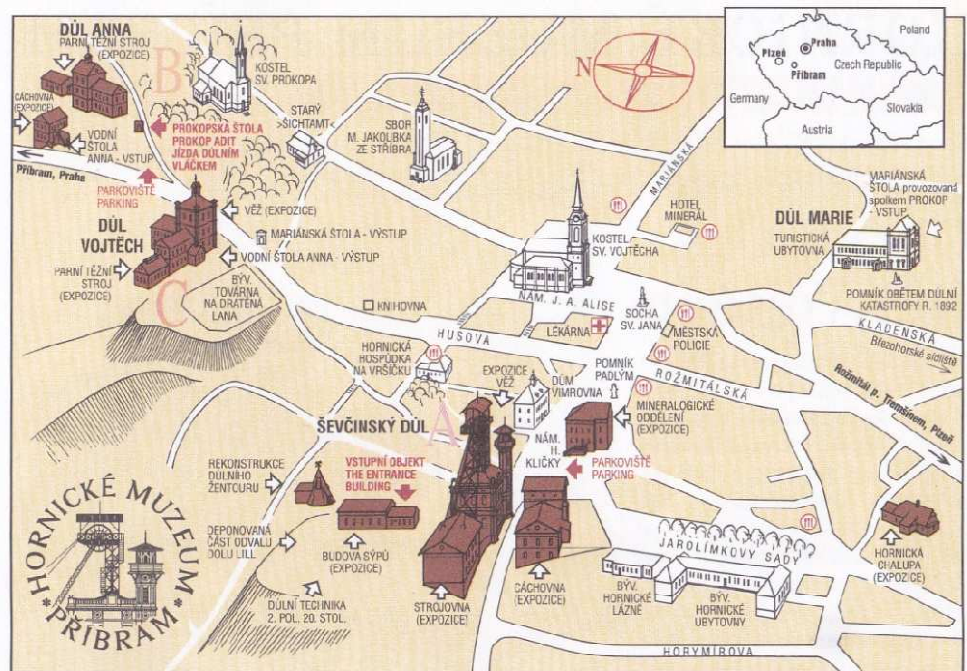 DŮL ANNA
PARNÍ TĚŽNÍ STROJ
(EXPOZICE)
B
KOSTEL
SV. PROKOPA
CÁCHOVNA
(EXPOZICE)
VODNÍ
ŠTOLA
ANNA - VSTUP
PROKOPSKÁ ŠTOLA
PROKOP ADIT
JÍZDA DŮLNÍM
VLÁČKEM
STARÝ
>ŠICHTAMT<
SBOR
M. JAKOUBKA
ZE STŘÍBRA
N
Praha
Plzeň
Příbram
Poland
Czech Republic
Germany
Slovakia
Austria
Příbram, Praha
PARKOVIŠTĚ
PARKING
VĚŽ (EXPOZICE)
DŮL
VOJTĚCH
MARIÁNSKÁ ŠTOLA - VÝSTUP
VODNÍ ŠTOLA ANNA - VÝSTUP
PARNÍ TĚŽNÍ
STROJ
(EXPOZICE)
C
BÝV.
TOVÁRNA
NA DRÁTĚNÁ
LANA
KNIHOVNA
MARIÁNSKÁ
HOTEL
MINERÁL
KOSTEL
SV. VOJTĚCHA
DŮL MARIE
TURISTICKÁ
UBYTOVNA
MARIÁNSKÁ
ŠTOLA provozovaná
spolkem PROKOP
- VSTUP
POMNÍK OBĚTEM DŮLNÍ
KATASTROFY R. 1892
KLADENSKÁ
Březohorské sídliště
NÁM. J. A. ALISE
LÉKÁRNA
SOCHA
SV. JANA
MĚSTSKÁ
POLICIE
HUSOVA
HORNICKÁ
HOSPŮDKA
NA VRŠÍČKU
EXPOZICE
VĚŽ
DŮM
VIMROVNA
POMNÍK
PADLÝM
ROŽMITÁLSKÁ
Rožmitál p. Třemšínem, Plzeň
MINERALOGICKÉ
ODDĚLENÍ
(EXPOZICE)
ŠEVČINSKÝ DŮL
A
NÁM.
H.
KLIČKY
PARKOVIŠTĚ
PARKING
VSTUPNÍ OBJEKT
THE ENTRANCE
BUILDING
REKONSTRUKCE
DŮLNÍHO
ŽENTOURU
DEPONOVANÁ
ČÁST ODVALU
DOLU LILL
BUDOVA SÝPŮ
(EXPOZICE)
DŮLNÍ TECHNIKA
2. POL. 20. STOL.
STROJOVNA
(EXPOZICE)
CÁCHOVNA
(EXPOZICE)
JAROLÍMKOVY SADY
BÝV.
HORNICKÉ
LÁZNĚ
BÝV.
HORNICKÉ
UBYTOVNY
HORNICKÁ
CHALUPA
(EXPOZICE)
HORYMÍROVA
HORNICKÉ MUZEUM * PŘÍBRAM *